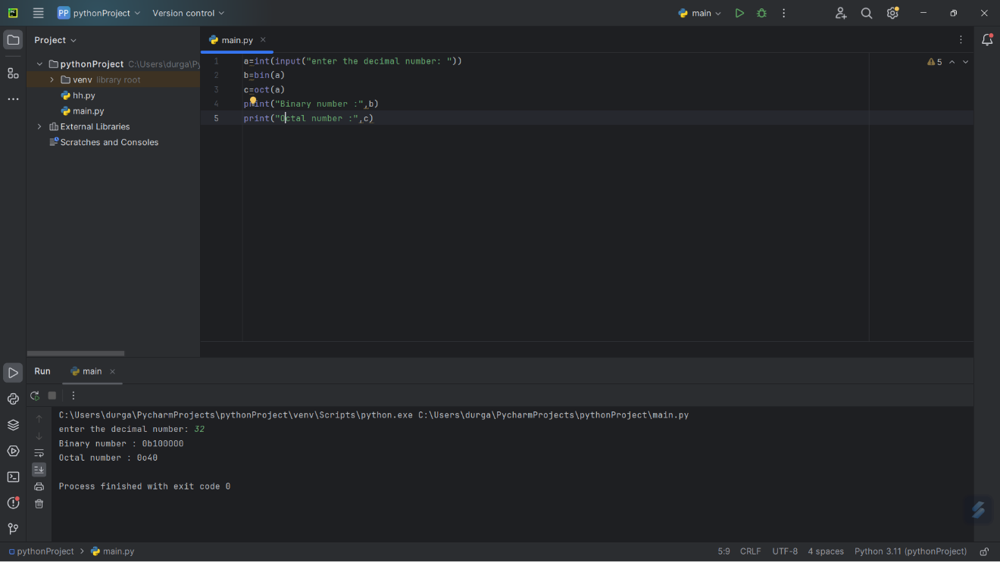 PP pythonProject Version control main
Project
main.py
pythonProject C:\Users\durga\Py
venv library root
hh.py
main.py
External Libraries
Scratches and Consoles
1 a=int(input("enter the decimal number: "))
2 b=bin(a)
3 c=oct(a)
4 print("Binary number :",b)
5 print("Octal number :",c)
5
Run main
C:\Users\durga\PycharmProjects\pythonProject\venv\Scripts\python.exe C:\Users\durga\PycharmProjects\pythonProject\main.py
enter the decimal number: 32
Binary number : 0b100000
Octal number : 0o40
Process finished with exit code 0
pythonProject > main.py 5:9 CRLF UTF-8 4 spaces Python 3.11 (pythonProject)